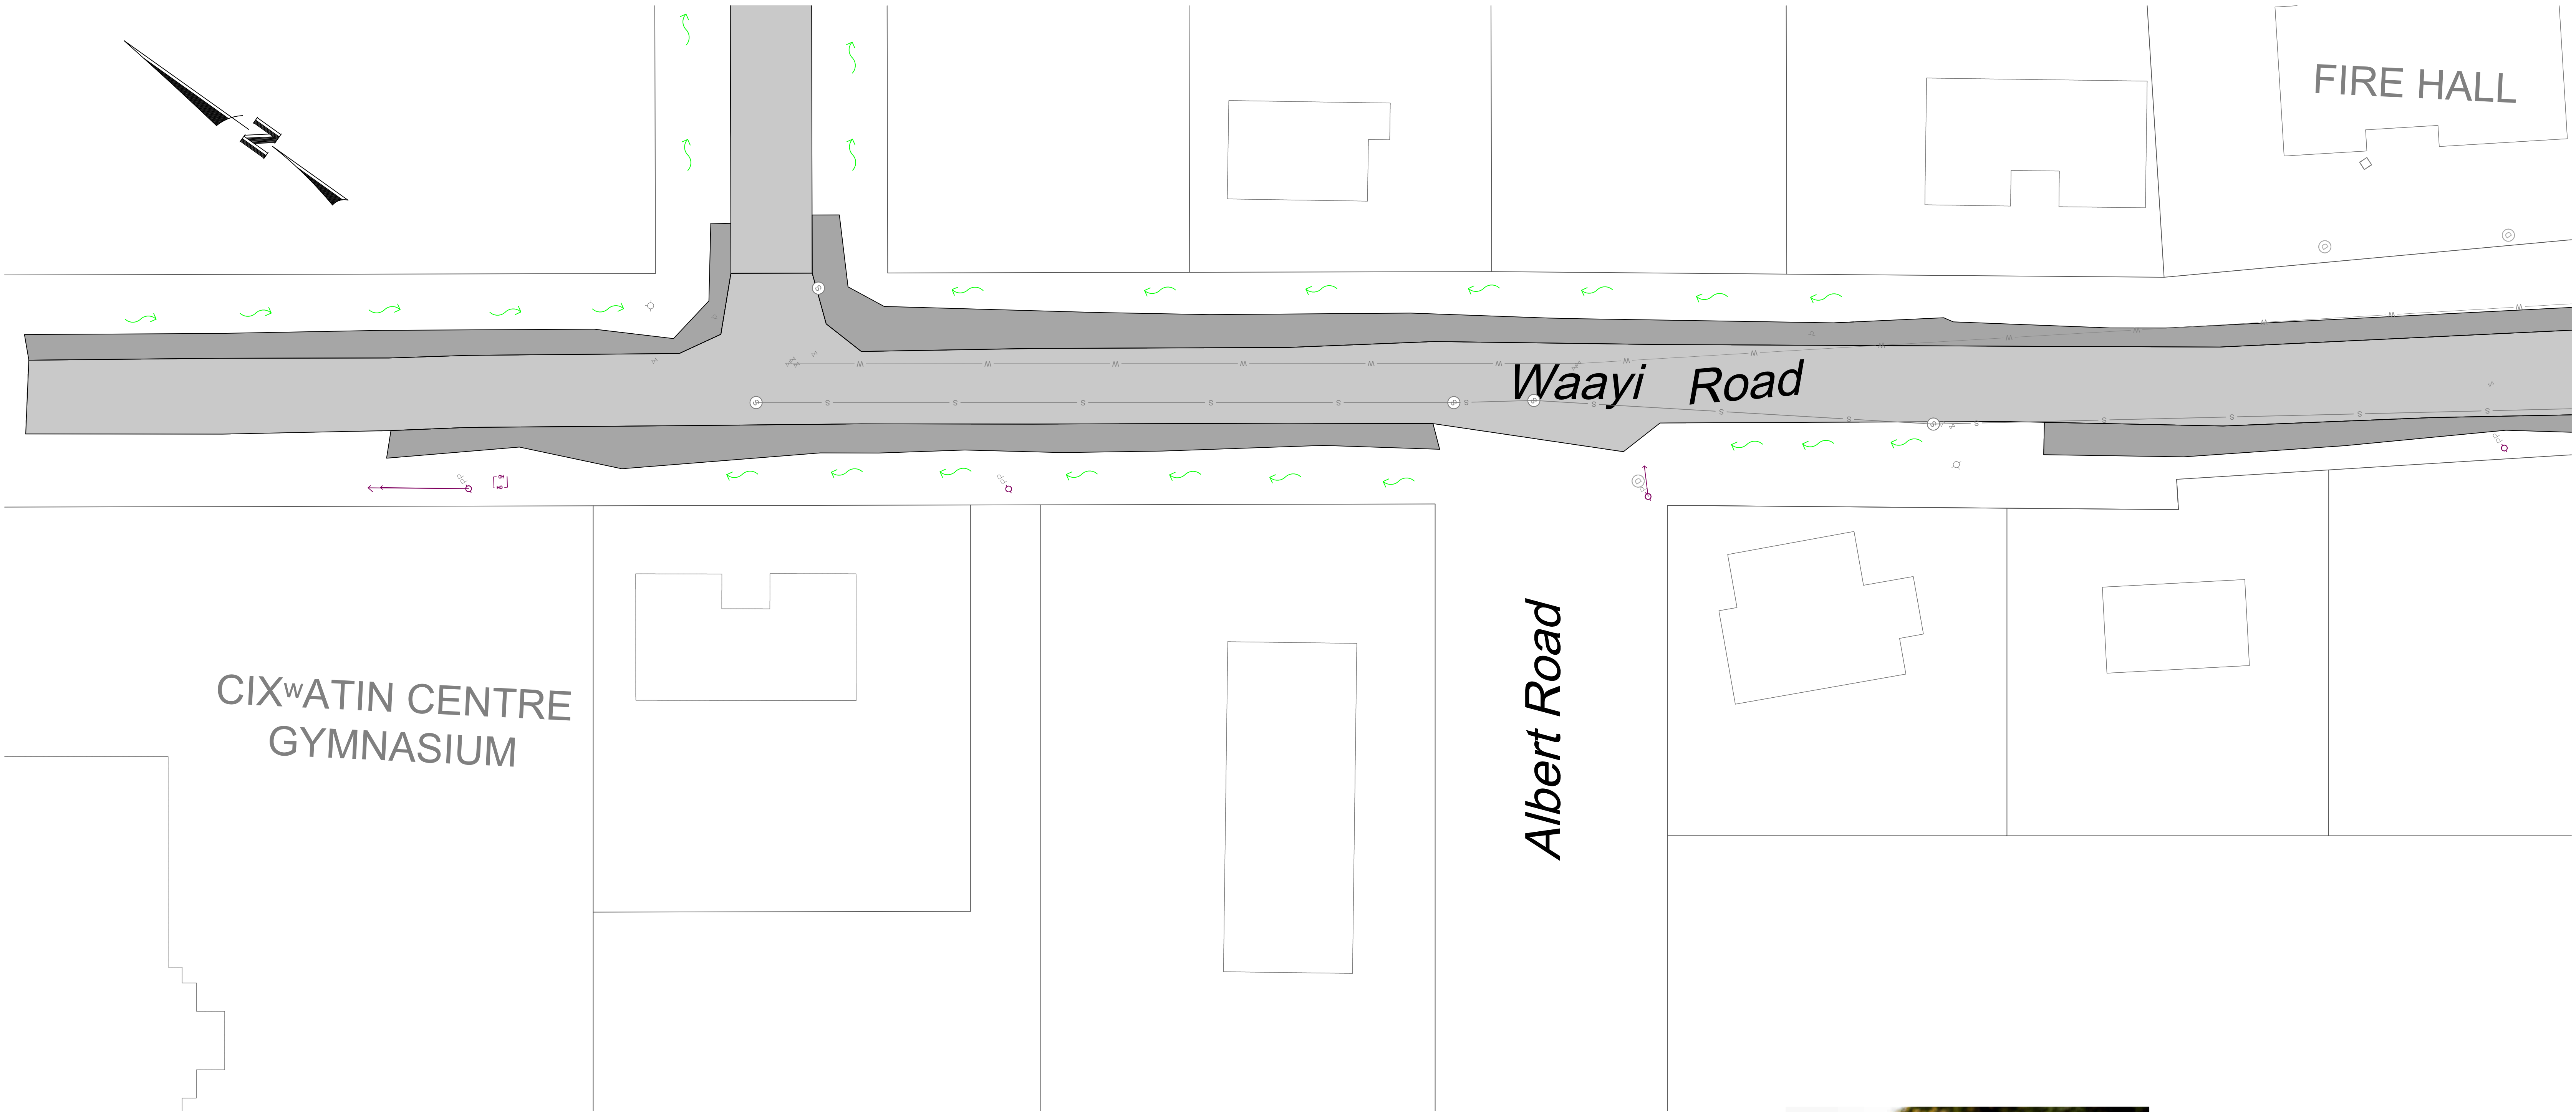 N
FIRE HALL
Waayi Road
CIXʷATIN CENTRE
GYMNASIUM
Albert Road